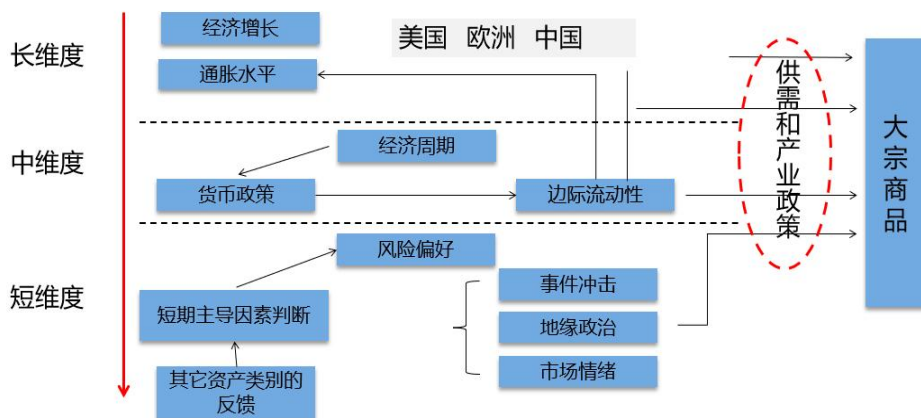 长维度
经济增长
美国 欧洲 中国
通胀水平
中维度
经济周期
货币政策
边际流动性
短维度
风险偏好
短期主导因素判断
事件冲击
地缘政治
市场情绪
其它资产类别的
反馈
供需和产业政策
大宗商品